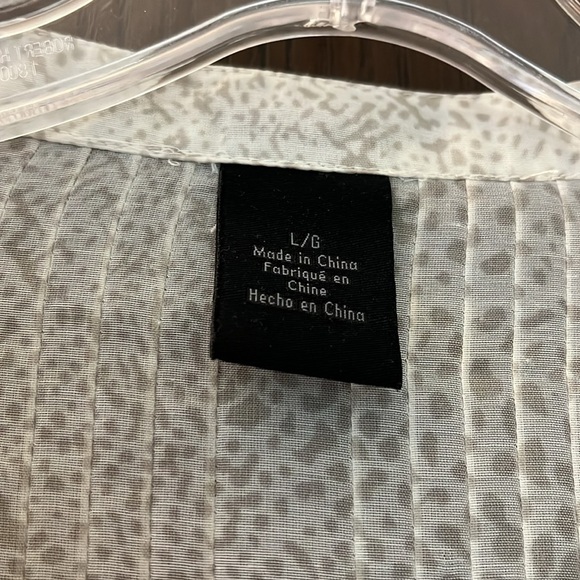 L/G
Made in China
Fabriqué en
Chine
Hecho en China